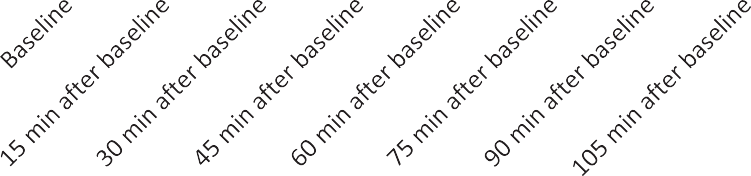 Baseline
15 min after baseline
30 min after baseline
45 min after baseline
60 min after baseline
75 min after baseline
90 min after baseline
105 min after baseline